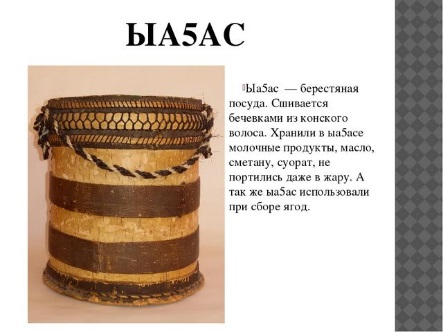 ЫА5АС
Ыа5ас — берестяная
посуда. Сшивается
бечевками из конского
волоса. Хранили в ыа5асе
молочные продукты, масло,
сметану, суорат, не
портились даже в жару. А
так же ыа5ас использовали
при сборе ягод.